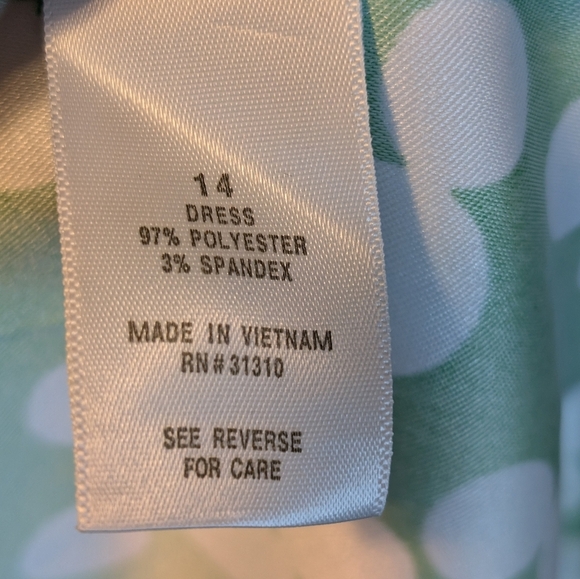 14
DRESS
97% POLYESTER
3% SPANDEX
MADE IN VIETNAM
RN#31310
SEE REVERSE
FOR CARE